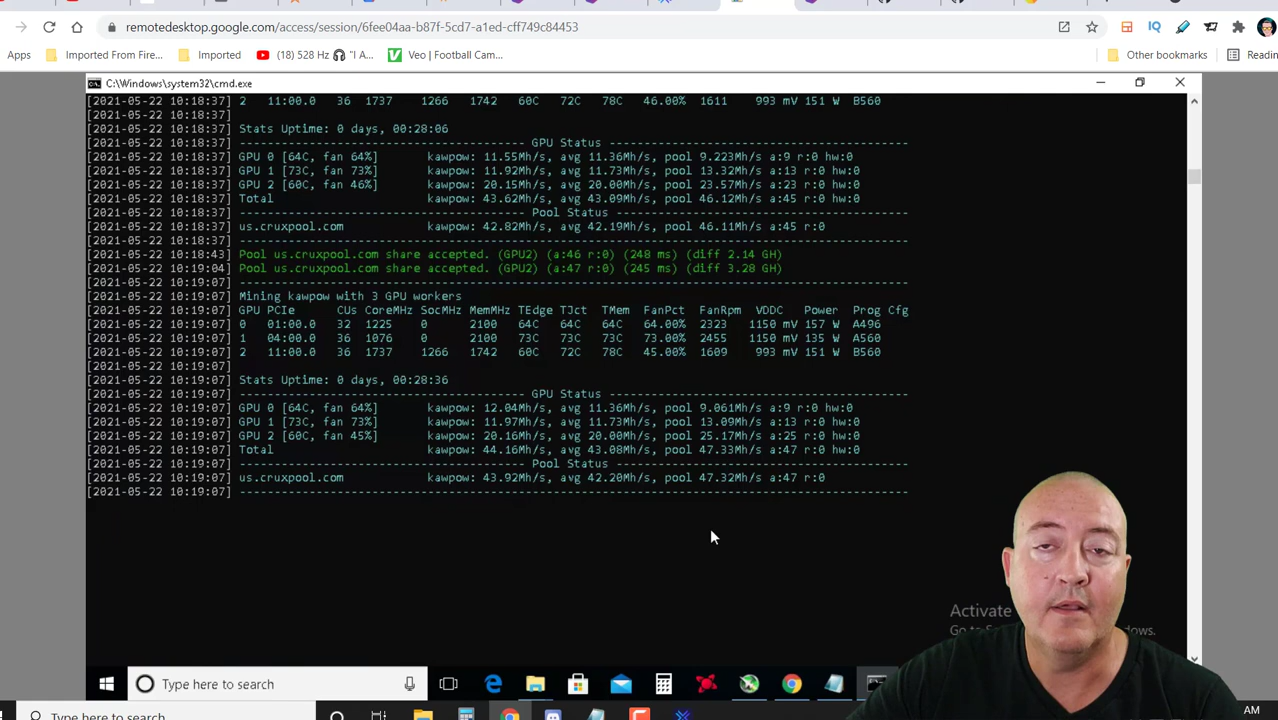 remotedesktop.google.com/access/session/6fee04aa-b87f-5cd7-a1ed-cff749c84453
Apps Imported From Fire... Imported (18) 528 Hz "I A... Veo | Football Cam... Other bookmarks Readin
C:\Windows\system32\cmd.exe
[2021-05-22 10:18:37] 2 11:00.0 36 1737 1266 1742 60C 72C 78C 46.00% 1611 993 mV 151 W B560
[2021-05-22 10:18:37]
[2021-05-22 10:18:37] Stats Uptime: 0 days, 00:28:06
[2021-05-22 10:18:37] ----------------------------------------- GPU Status -------------------------------------------
[2021-05-22 10:18:37] GPU 0 [64C, fan 64%] kawpow: 11.55Mh/s, avg 11.36Mh/s, pool 9.223Mh/s a:9 r:0 hw:0
[2021-05-22 10:18:37] GPU 1 [73C, fan 73%] kawpow: 11.92Mh/s, avg 11.73Mh/s, pool 13.32Mh/s a:13 r:0 hw:0
[2021-05-22 10:18:37] GPU 2 [60C, fan 46%] kawpow: 20.15Mh/s, avg 20.00Mh/s, pool 23.57Mh/s a:23 r:0 hw:0
[2021-05-22 10:18:37] Total kawpow: 43.62Mh/s, avg 43.09Mh/s, pool 46.12Mh/s a:45 r:0 hw:0
[2021-05-22 10:18:37] ----------------------------------------- Pool Status ------------------------------------------
[2021-05-22 10:18:37] us.cruxpool.com kawpow: 42.82Mh/s, avg 42.19Mh/s, pool 46.11Mh/s a:45 r:0
[2021-05-22 10:18:37] ------------------------------------------------------------------------------------------------
[2021-05-22 10:18:43] Pool us.cruxpool.com share accepted. (GPU2) (a:46 r:0) (248 ms) (diff 2.14 GH)
[2021-05-22 10:19:04] Pool us.cruxpool.com share accepted. (GPU2) (a:47 r:0) (245 ms) (diff 3.28 GH)
[2021-05-22 10:19:07] ------------------------------------------------------------------------------------------------
[2021-05-22 10:19:07] Mining kawpow with 3 GPU workers
[2021-05-22 10:19:07] GPU PCIe CUs CoreMHz SocMHz MemMHz TEdge TJct TMem FanPct FanRpm VDDC Power Prog Cfg
[2021-05-22 10:19:07] 0 01:00.0 32 1225 0 2100 64C 64C 64C 64.00% 2323 1150 mV 157 W A496
[2021-05-22 10:19:07] 1 04:00.0 36 1076 0 2100 73C 73C 73C 73.00% 2455 1150 mV 135 W A560
[2021-05-22 10:19:07] 2 11:00.0 36 1737 1266 1742 60C 72C 78C 45.00% 1609 993 mV 151 W B560
[2021-05-22 10:19:07]
[2021-05-22 10:19:07] Stats Uptime: 0 days, 00:28:36
[2021-05-22 10:19:07] ----------------------------------------- GPU Status -------------------------------------------
[2021-05-22 10:19:07] GPU 0 [64C, fan 64%] kawpow: 12.04Mh/s, avg 11.36Mh/s, pool 9.061Mh/s a:9 r:0 hw:0
[2021-05-22 10:19:07] GPU 1 [73C, fan 73%] kawpow: 11.97Mh/s, avg 11.73Mh/s, pool 13.09Mh/s a:13 r:0 hw:0
[2021-05-22 10:19:07] GPU 2 [60C, fan 45%] kawpow: 20.16Mh/s, avg 20.00Mh/s, pool 25.17Mh/s a:25 r:0 hw:0
[2021-05-22 10:19:07] Total kawpow: 44.16Mh/s, avg 43.08Mh/s, pool 47.33Mh/s a:47 r:0 hw:0
[2021-05-22 10:19:07] ----------------------------------------- Pool Status ------------------------------------------
[2021-05-22 10:19:07] us.cruxpool.com kawpow: 43.92Mh/s, avg 42.20Mh/s, pool 47.32Mh/s a:47 r:0
[2021-05-22 10:19:07] ------------------------------------------------------------------------------------------------
Activate
Go to dows.
Type here to search
Type here to search AM